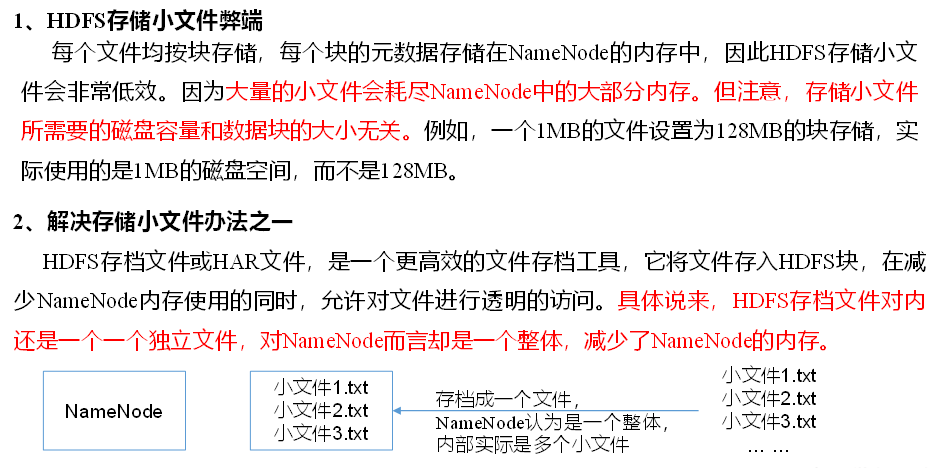 1、HDFS存储小文件弊端
每个文件均按块存储，每个块的元数据存储在NameNode的内存中，因此HDFS存储小文
件会非常低效。因为大量的小文件会耗尽NameNode中的大部分内存。但注意，存储小文件
所需要的磁盘容量和数据块的大小无关。例如，一个1MB的文件设置为128MB的块存储，实
际使用的是1MB的磁盘空间，而不是128MB。
2、解决存储小文件办法之一
HDFS存档文件或HAR文件，是一个更高效的文件存档工具，它将文件存入HDFS块，在减
少NameNode内存使用的同时，允许对文件进行透明的访问。具体说来，HDFS存档文件对内
还是一个一个独立文件，对NameNode而言却是一个整体，减少了NameNode的内存。
NameNode
小文件1.txt
小文件2.txt
小文件3.txt
存档成一个文件，
NameNode认为是一个整体，
内部实际是多个小文件
小文件1.txt
小文件2.txt
小文件3.txt
... ...